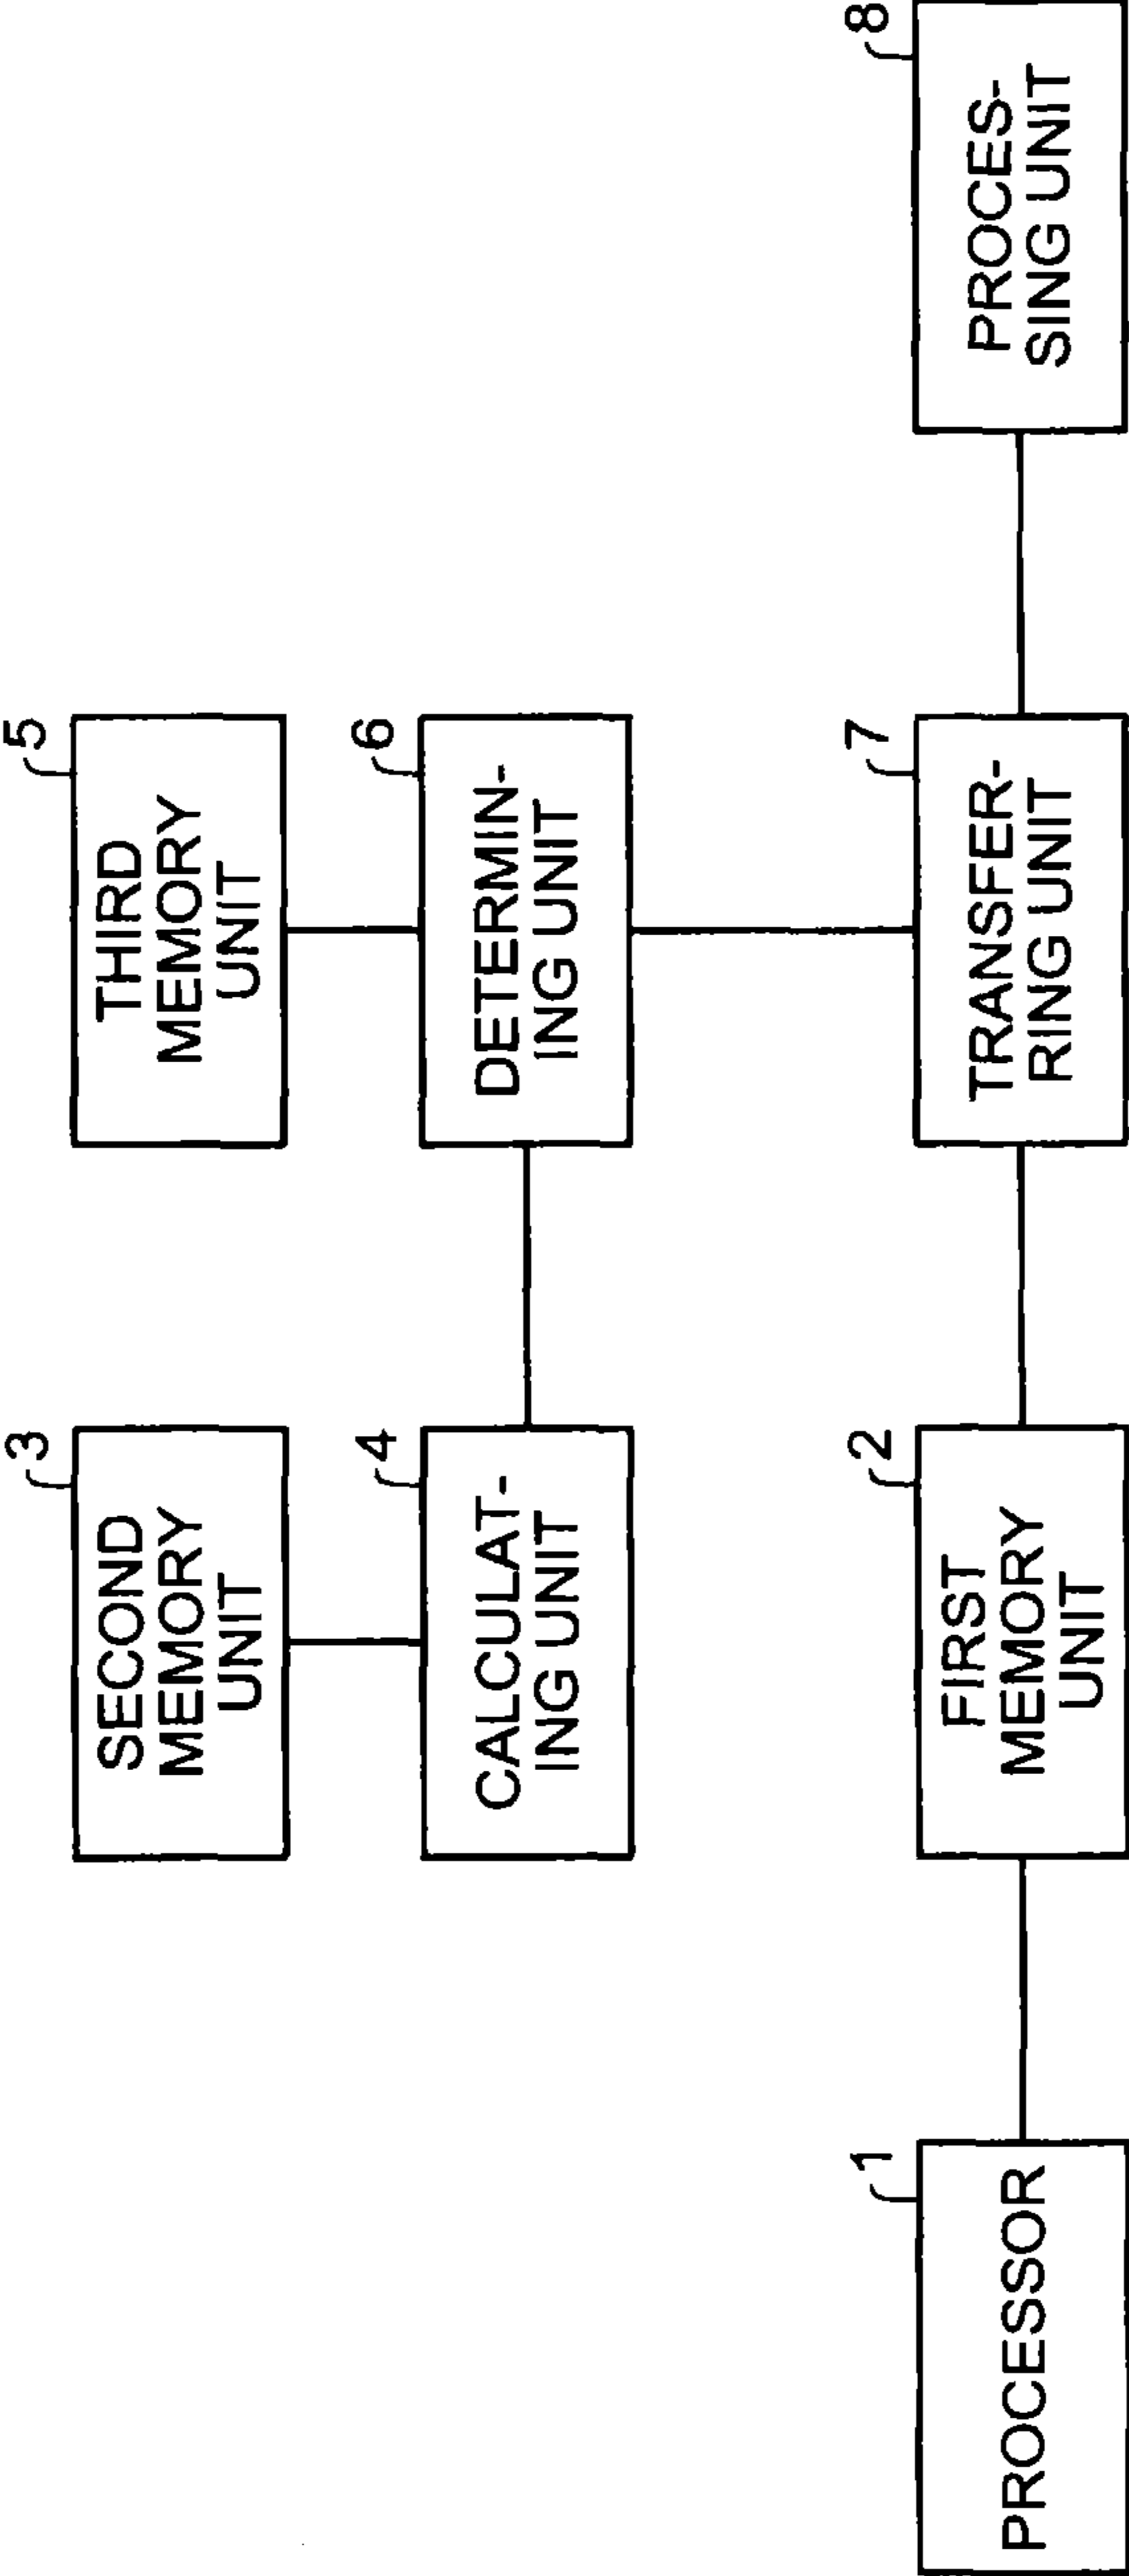 3
SECOND
MEMORY
UNIT
5
THIRD
MEMORY
UNIT
4
CALCULAT-
ING UNIT
6
DETERMIN-
ING UNIT
1
PROCESSOR
2
FIRST
MEMORY
UNIT
7
TRANSFER-
RING UNIT
8
PROCES-
SING UNIT